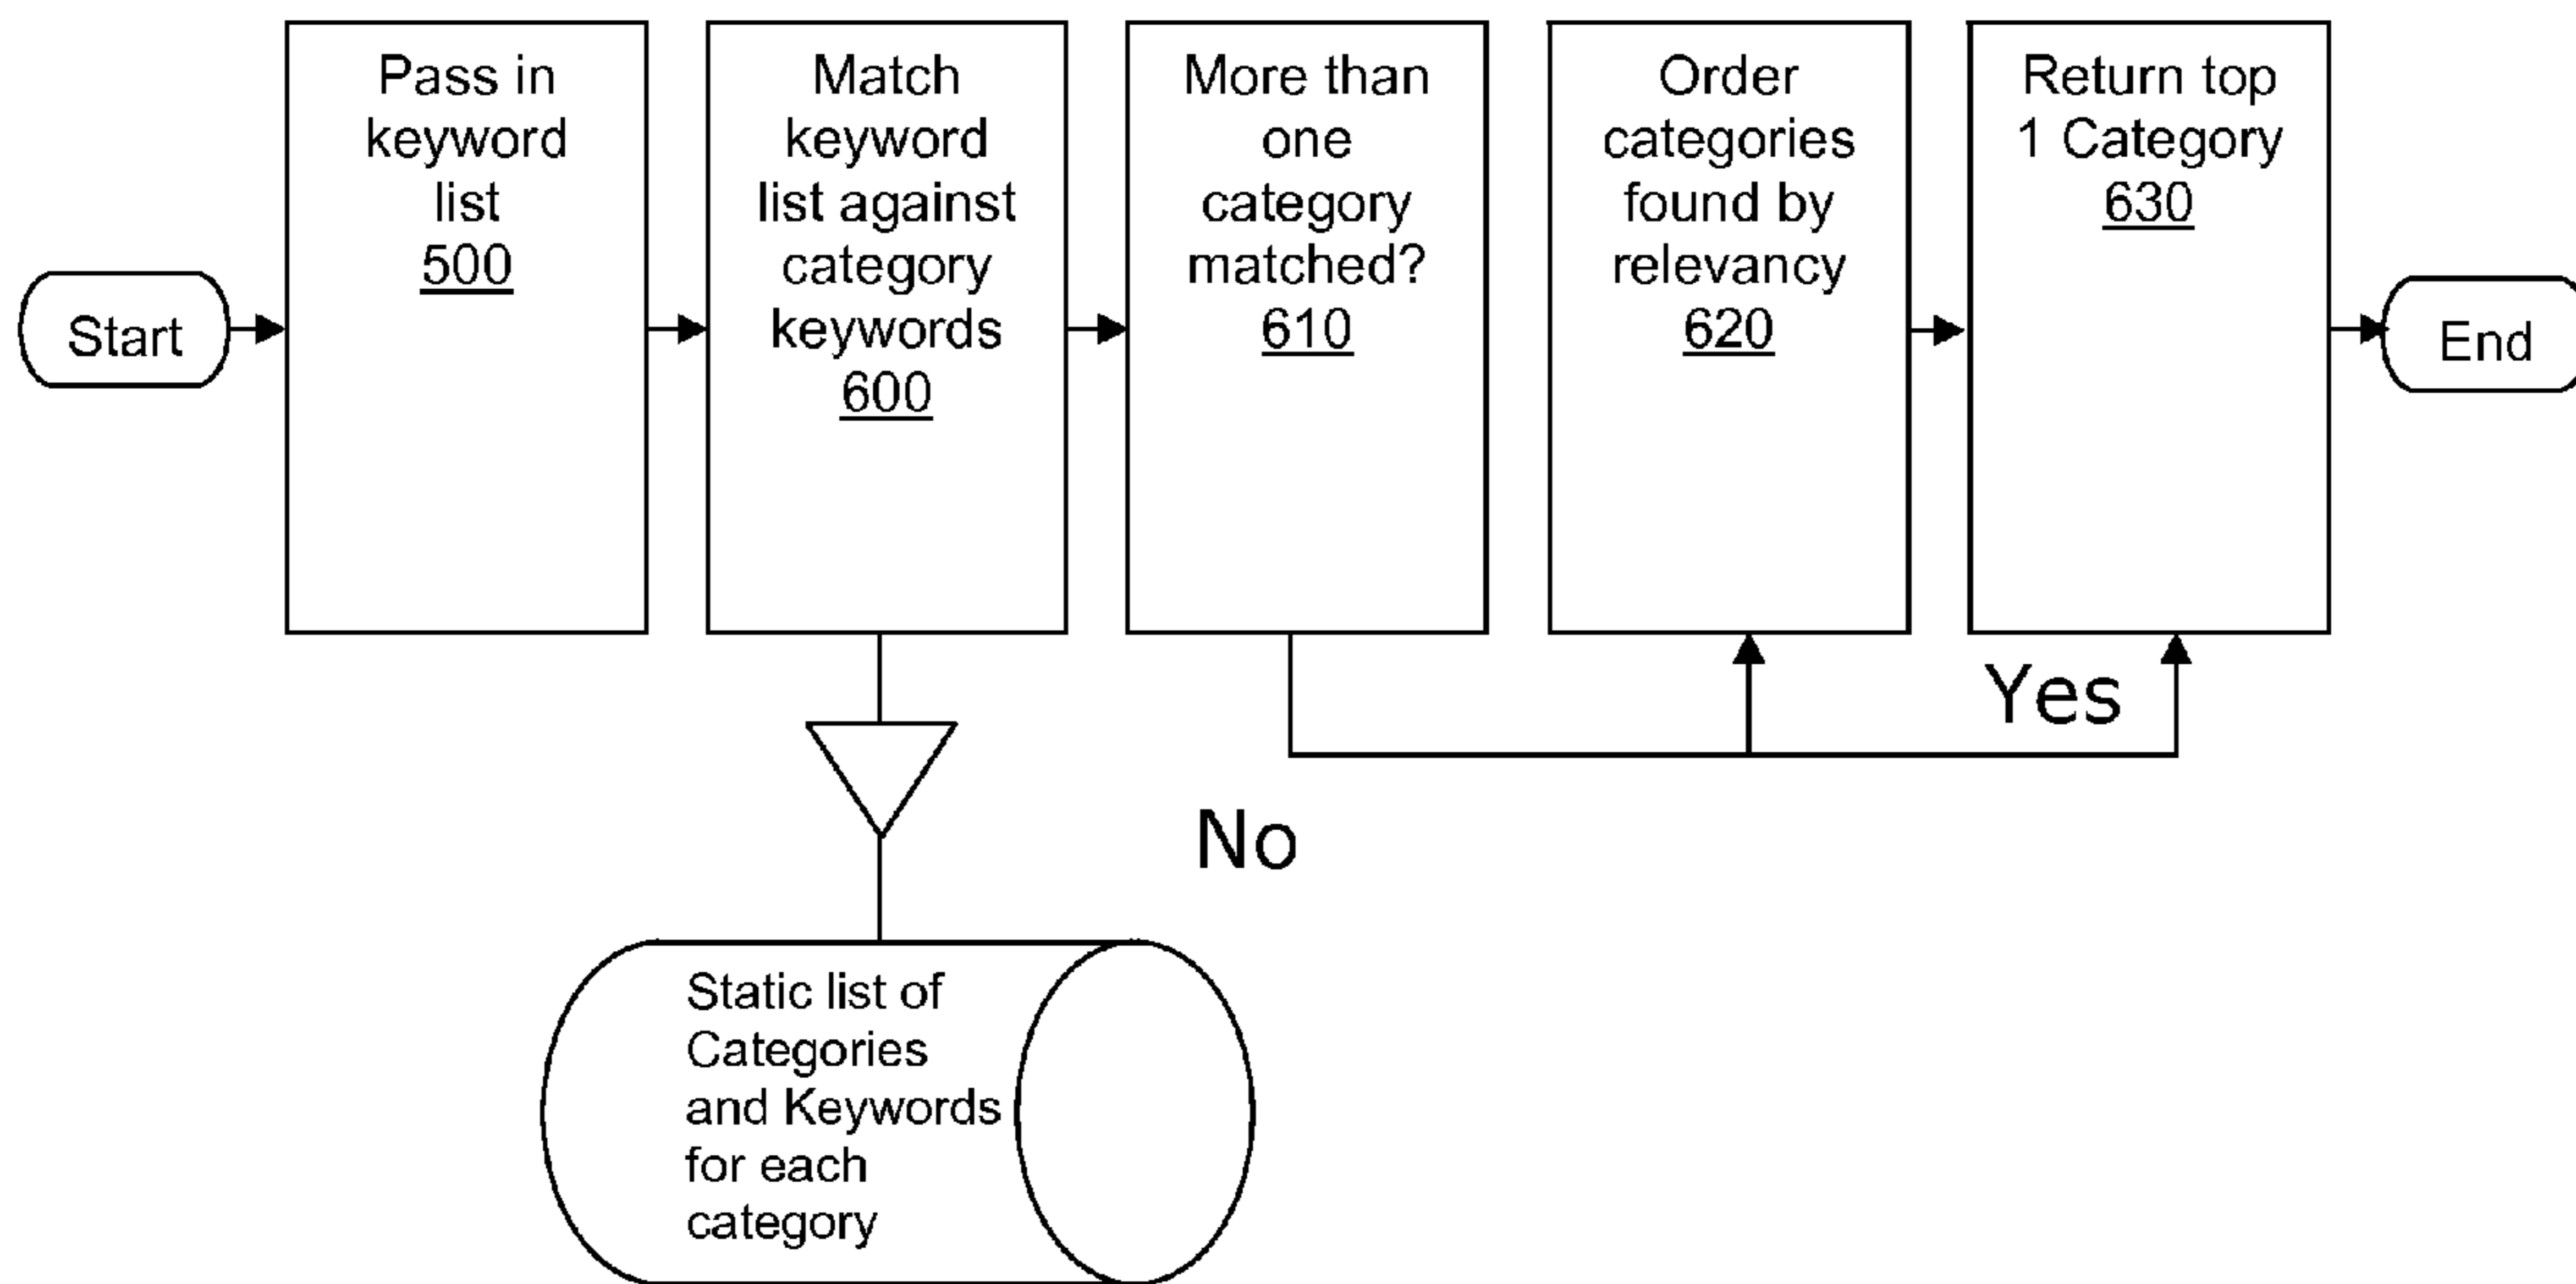 Start
Pass in
keyword
list
500
Match
keyword
list against
category
keywords
600
More than
one
category
matched?
610
Order
categories
found by
relevancy
620
Return top
1 Category
630
End
Yes
No
Static list of
Categories
and Keywords
for each
category